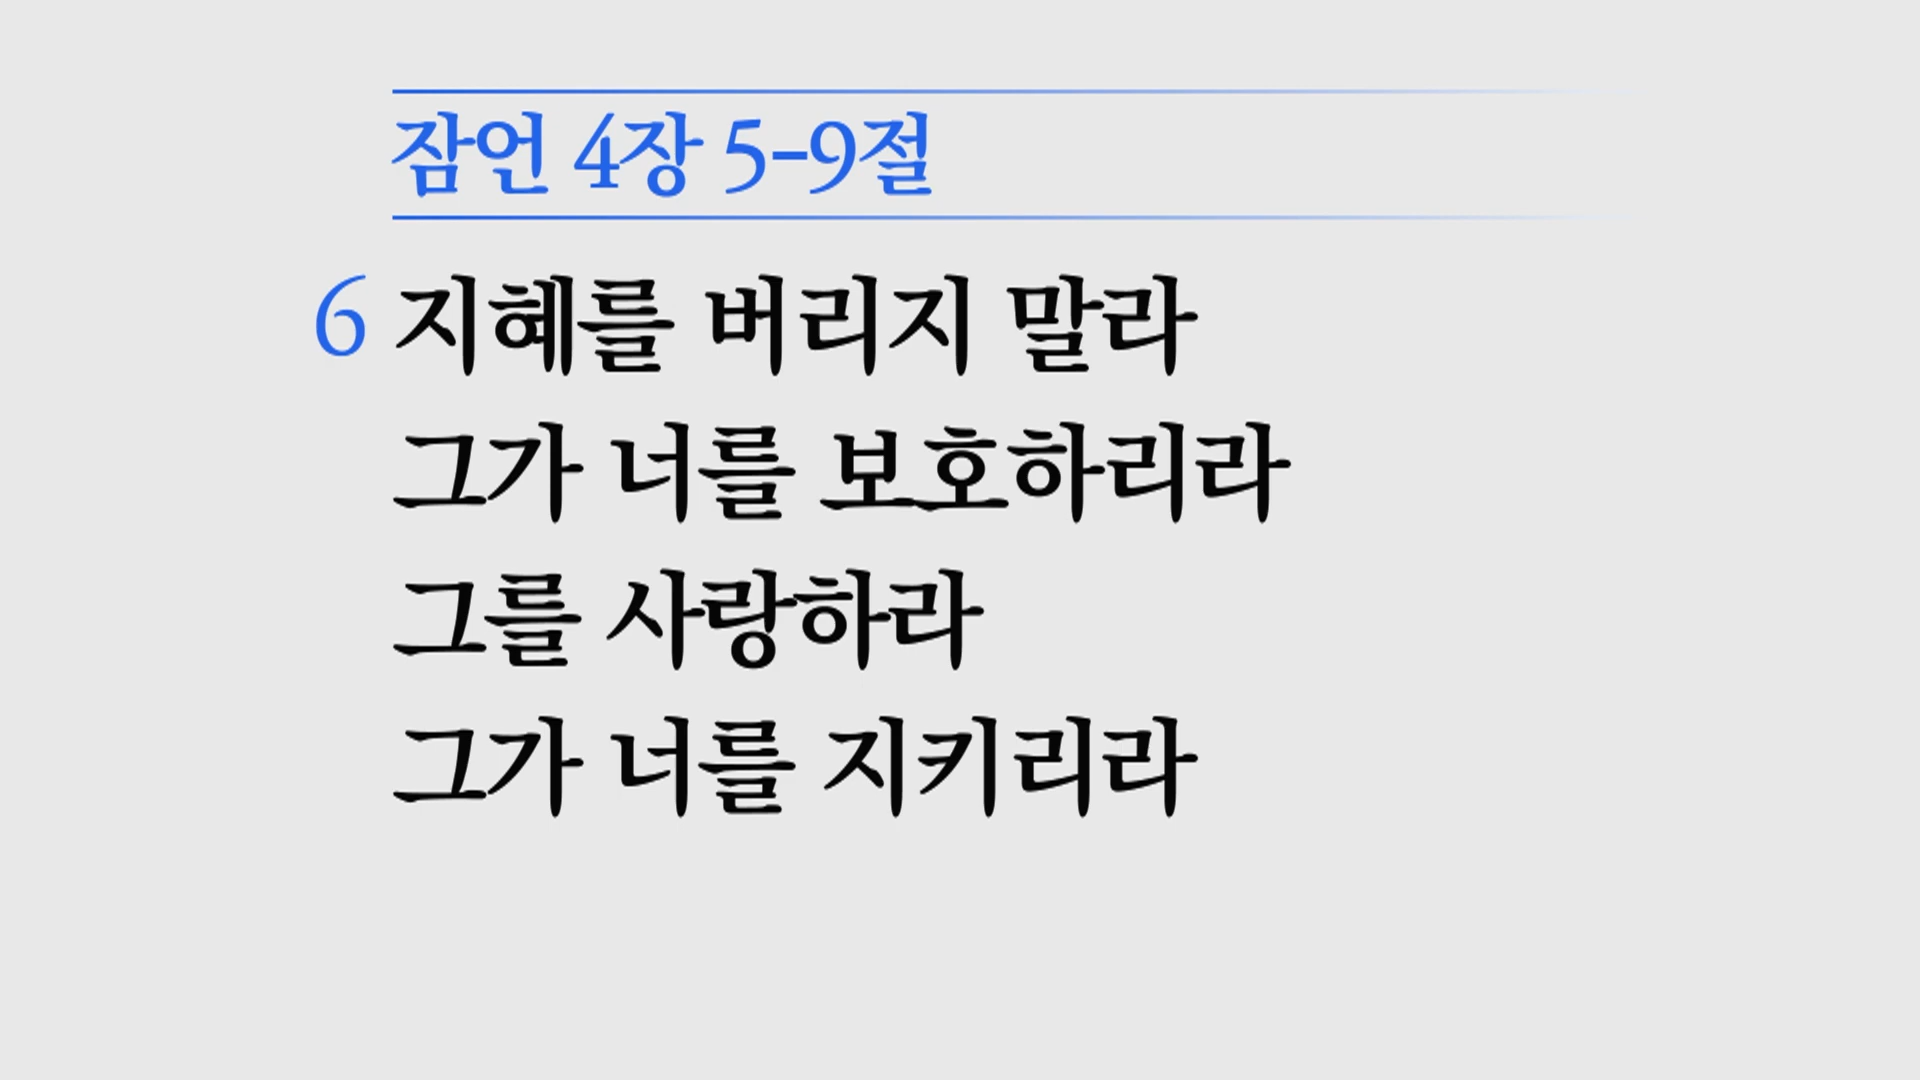 잠언 4장 5-9절
6 지혜를 버리지 말라
그가 너를 보호하리라
그를 사랑하라
그가 너를 지키리라